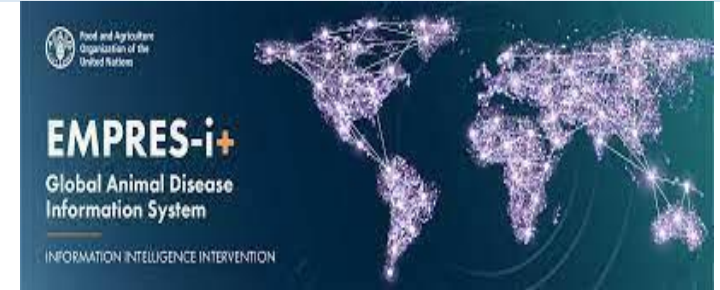 Food and Agriculture
Organization of the
United Nations
EMPRES-i+
Global Animal Disease
Information System
INFORMATION INTELLIGENCE INTERVENTION